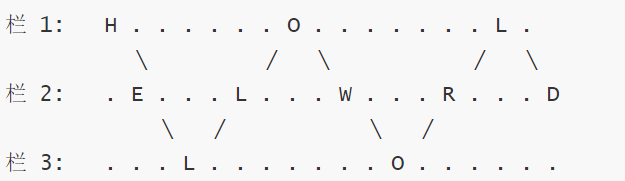 栏 1: H . . . . . . O . . . . . . . L .
\ / \ / \
栏 2: . E . . . L . . . W . . . R . . . D
\ / \ /
栏 3: . . . L . . . . . . . O . . . . . .